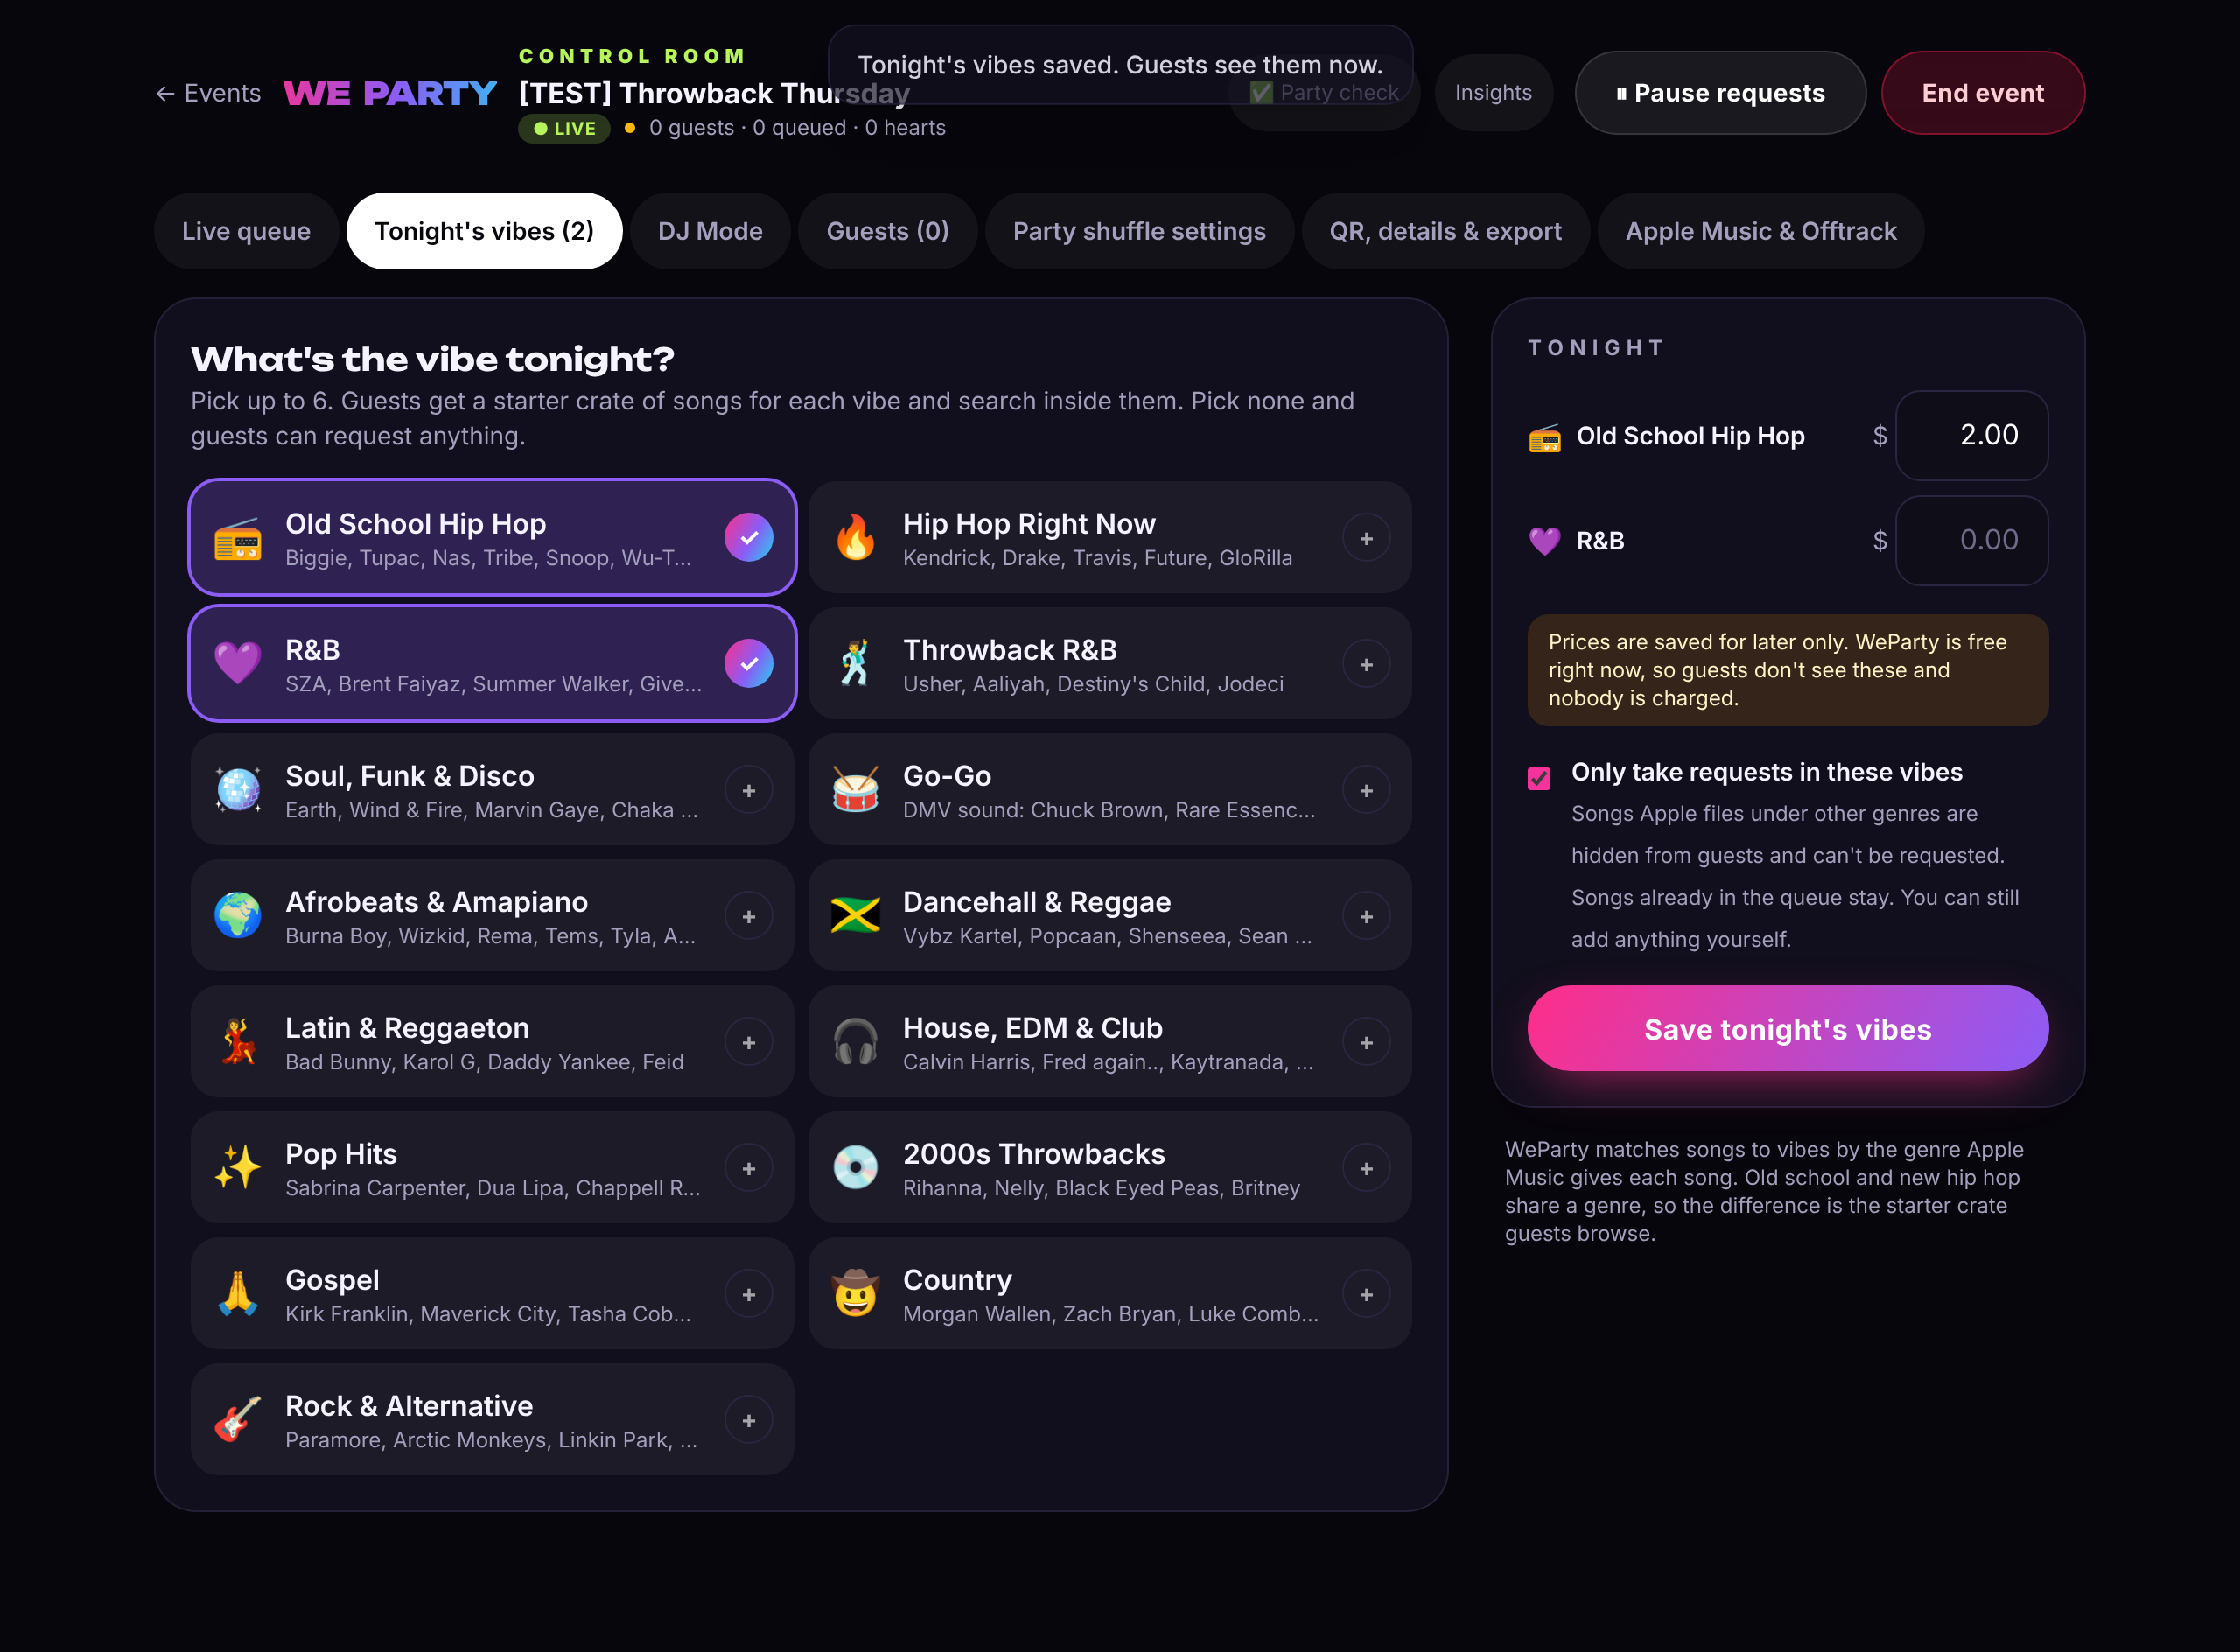 ← Events
WE PARTY
CONTROL ROOM
[TEST] Throwback Thursday
LIVE
0 guests · 0 queued · 0 hearts
Tonight's vibes saved. Guests see them now.
✅ Party check
Insights
Pause requests
End event
Live queue
Tonight's vibes (2)
DJ Mode
Guests (0)
Party shuffle settings
QR, details & export
Apple Music & Offtrack
What's the vibe tonight?
Pick up to 6. Guests get a starter crate of songs for each vibe and search inside them. Pick none and
guests can request anything.
Old School Hip Hop
Biggie, Tupac, Nas, Tribe, Snoop, Wu-T...
Hip Hop Right Now
Kendrick, Drake, Travis, Future, GloRilla
+
R&B
SZA, Brent Faiyaz, Summer Walker, Give...
Throwback R&B
Usher, Aaliyah, Destiny's Child, Jodeci
+
Soul, Funk & Disco
Earth, Wind & Fire, Marvin Gaye, Chaka ...
+
Go-Go
DMV sound: Chuck Brown, Rare Essenc...
+
Afrobeats & Amapiano
Burna Boy, Wizkid, Rema, Tems, Tyla, A...
+
Dancehall & Reggae
Vybz Kartel, Popcaan, Shenseea, Sean ...
+
Latin & Reggaeton
Bad Bunny, Karol G, Daddy Yankee, Feid
+
House, EDM & Club
Calvin Harris, Fred again.., Kaytranada, ...
+
Pop Hits
Sabrina Carpenter, Dua Lipa, Chappell R...
+
2000s Throwbacks
Rihanna, Nelly, Black Eyed Peas, Britney
+
Gospel
Kirk Franklin, Maverick City, Tasha Cob...
+
Country
Morgan Wallen, Zach Bryan, Luke Comb...
+
Rock & Alternative
Paramore, Arctic Monkeys, Linkin Park, ...
+
TONIGHT
Old School Hip Hop
$ 2.00
R&B
$ 0.00
Prices are saved for later only. WeParty is free
right now, so guests don't see these and
nobody is charged.
Only take requests in these vibes
Songs Apple files under other genres are
hidden from guests and can't be requested.
Songs already in the queue stay. You can still
add anything yourself.
Save tonight's vibes
WeParty matches songs to vibes by the genre Apple
Music gives each song. Old school and new hip hop
share a genre, so the difference is the starter crate
guests browse.